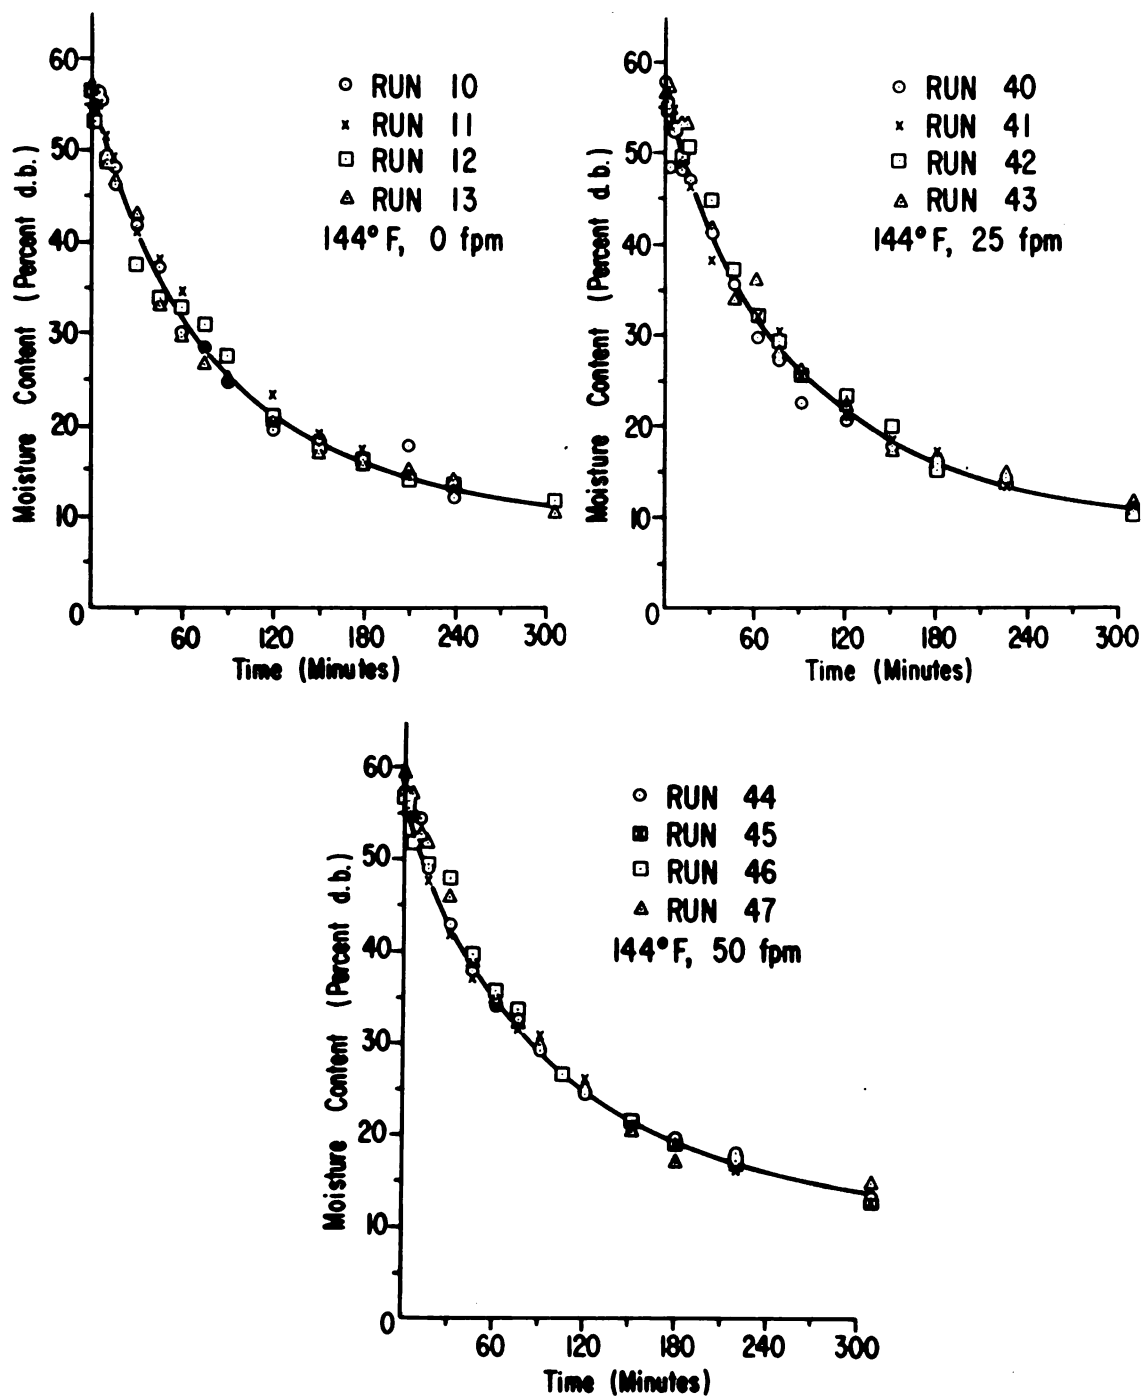 60
50
40
30
20
10
0
Moisture Content (Percent d.b.)
RUN 10
RUN 11
RUN 12
RUN 13
144°F, 0 fpm
60 120 180 240 300
Time (Minutes)
60
50
40
30
20
10
0
Moisture Content (Percent d.b.)
RUN 40
RUN 41
RUN 42
RUN 43
144°F, 25 fpm
60 120 180 240 300
Time (Minutes)
60
50
40
30
20
10
0
Moisture Content (Percent d.b.)
RUN 44
RUN 45
RUN 46
RUN 47
144°F, 50 fpm
60 120 180 240 300
Time (Minutes)